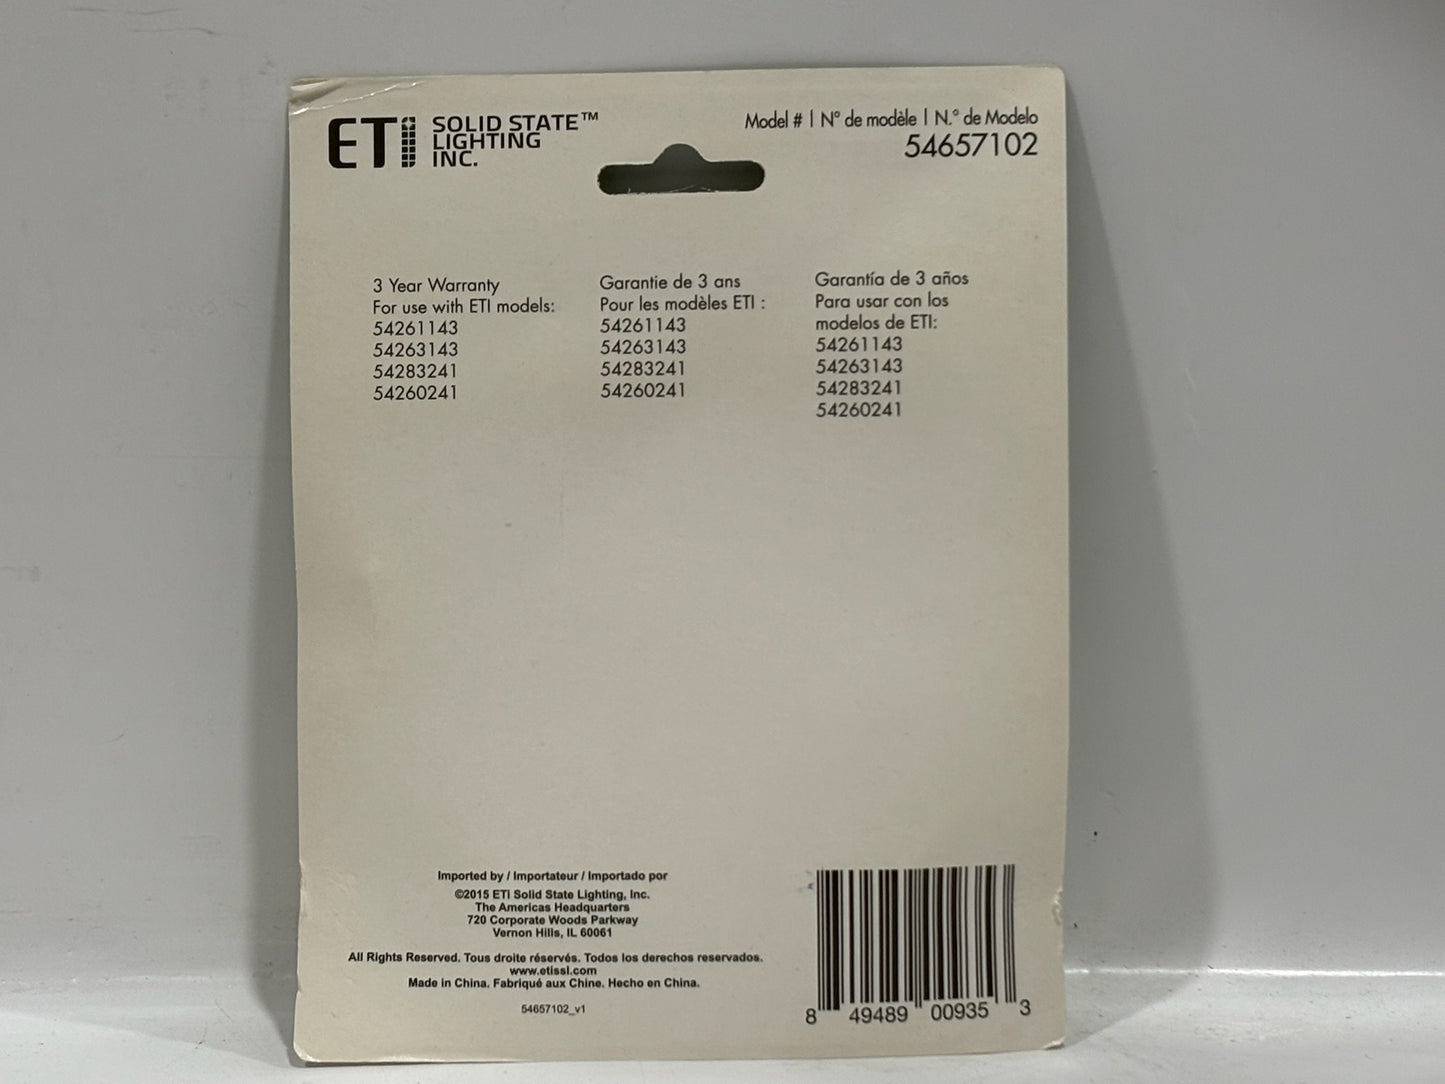 ETi SOLID STATE™
LIGHTING
INC.
Model # | N° de modèle | N.° de Modelo
54657102
3 Year Warranty
For use with ETI models:
54261143
54263143
54283241
54260241
Garantie de 3 ans
Pour les modèles ETI :
54261143
54263143
54283241
54260241
Garantía de 3 años
Para usar con los
modelos de ETI:
54261143
54263143
54283241
54260241
Imported by / Importateur / Importado por
©2015 ETi Solid State Lighting, Inc.
The Americas Headquarters
720 Corporate Woods Parkway
Vernon Hills, IL 60061
All Rights Reserved. Tous droite réservés. Todos los derechos reservados.
www.etissl.com
Made in China. Fabriqué aux Chine. Hecho en China.
54657102_v1
8 49489 00935 3